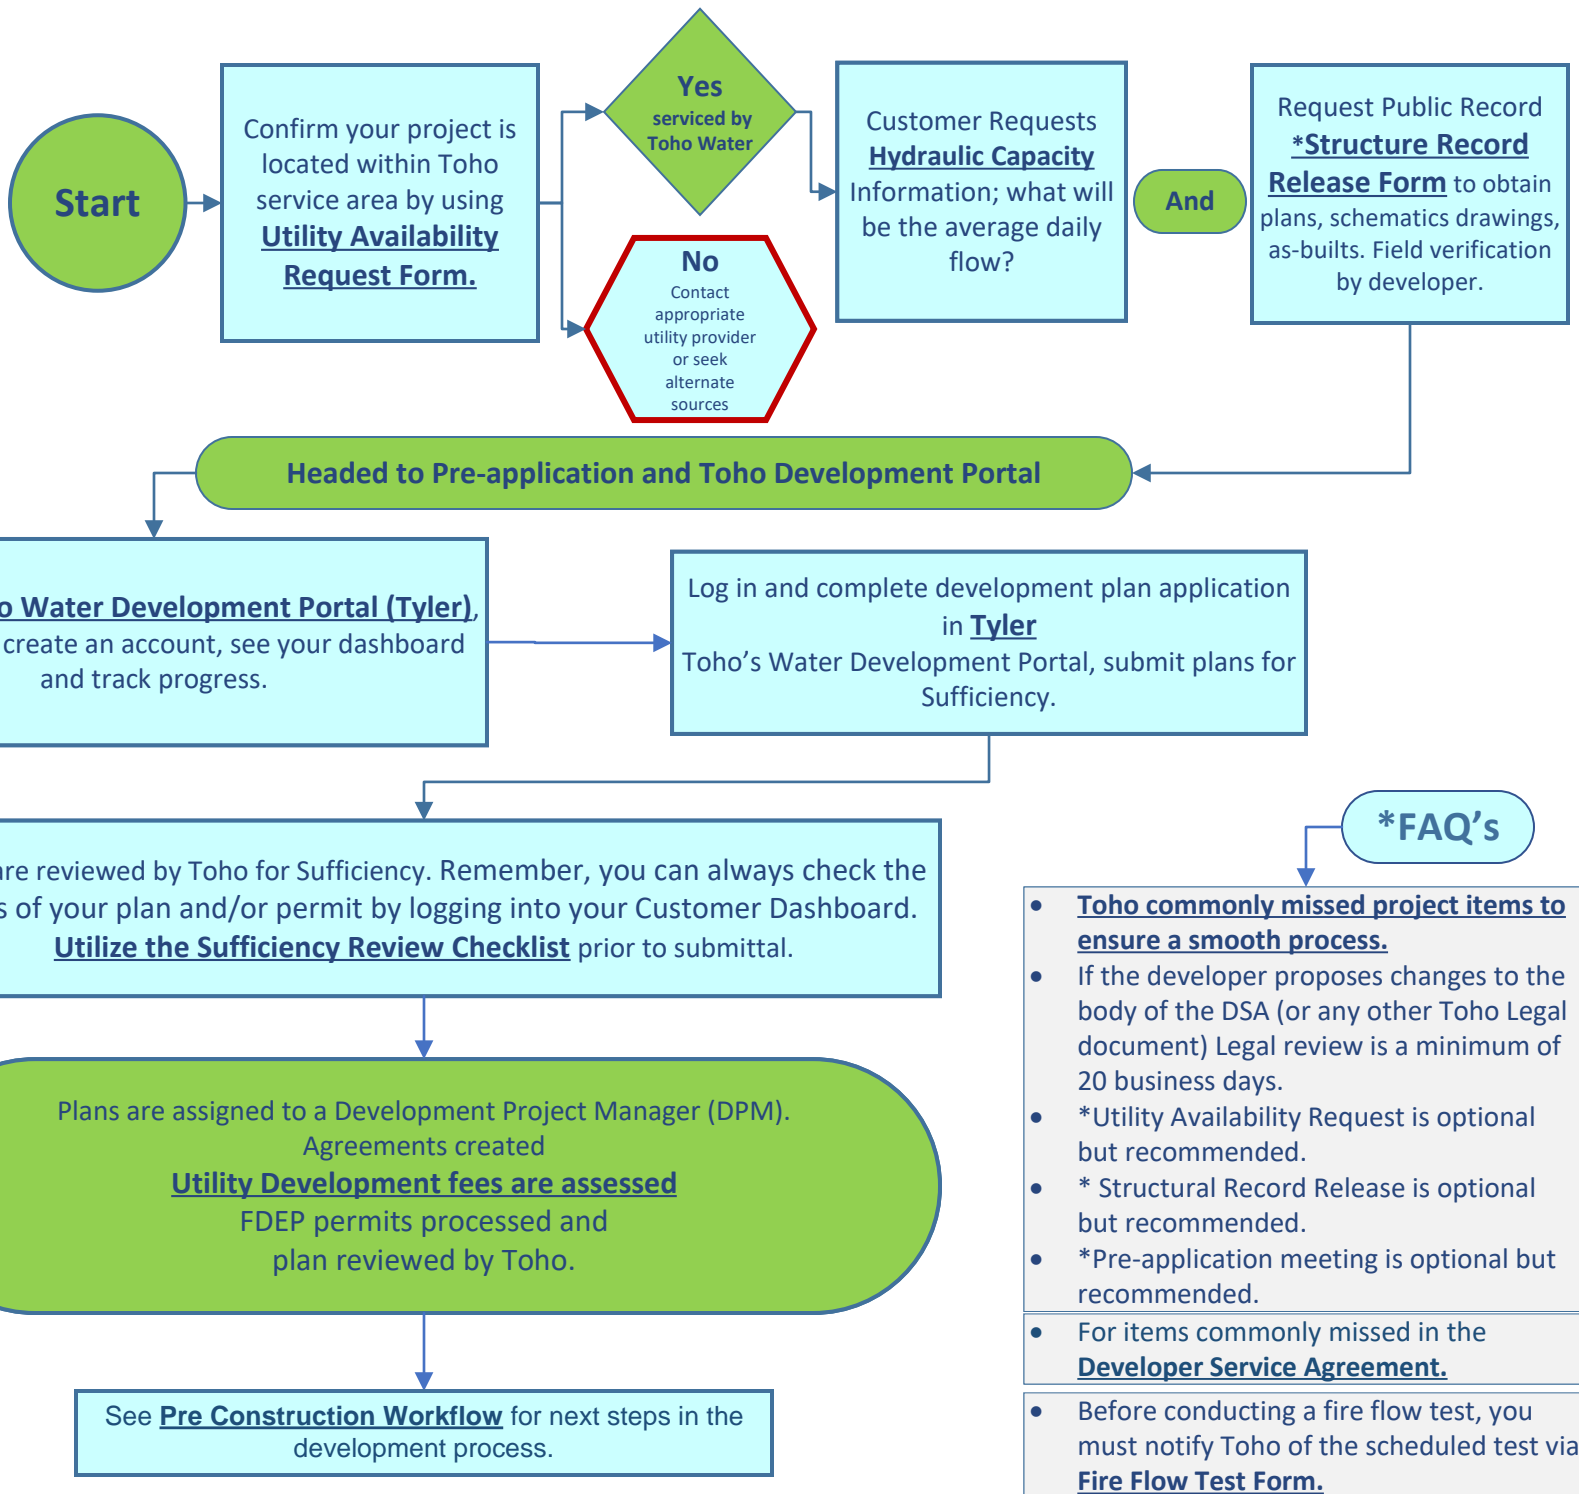 Start
Confirm your project is
located within Toho
service area by using
Utility Availability
Request Form.
Yes
serviced by
Toho Water
No
Contact
appropriate
utility provider
or seek
alternate
sources
Customer Requests
Hydraulic Capacity
Information; what will
be the average daily
flow?
And
Request Public Record
*Structure Record
Release Form to obtain
plans, schematics drawings,
as-builts. Field verification
by developer.
Headed to Pre-application and Toho Development Portal
Water Development Portal (Tyler),
create an account, see your dashboard
and track progress.
Log in and complete development plan application
in Tyler
Toho’s Water Development Portal, submit plans for
Sufficiency.
are reviewed by Toho for Sufficiency. Remember, you can always check the
of your plan and/or permit by logging into your Customer Dashboard.
Utilize the Sufficiency Review Checklist prior to submittal.
Plans are assigned to a Development Project Manager (DPM).
Agreements created
Utility Development fees are assessed
FDEP permits processed and
plan reviewed by Toho.
See Pre Construction Workflow for next steps in the
development process.
*FAQ’s
• Toho commonly missed project items to
ensure a smooth process.
• If the developer proposes changes to the
body of the DSA (or any other Toho Legal
document) Legal review is a minimum of
20 business days.
• *Utility Availability Request is optional
but recommended.
• * Structural Record Release is optional
but recommended.
• *Pre-application meeting is optional but
recommended.
• For items commonly missed in the
Developer Service Agreement.
• Before conducting a fire flow test, you
must notify Toho of the scheduled test via
Fire Flow Test Form.